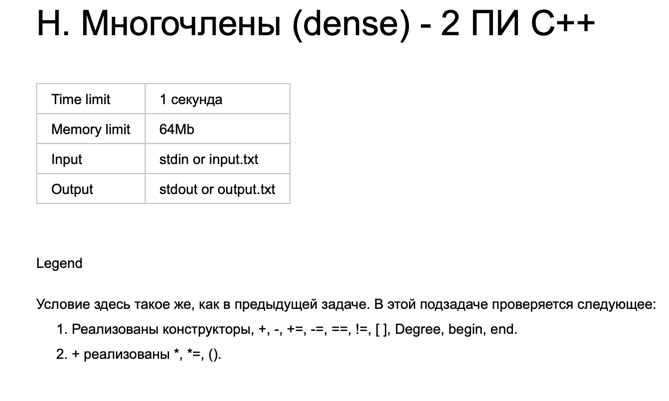 Н. Многочлены (dense) - 2 ПИ С++
Time limit 1 секунда
Memory limit 64Mb
Input stdin or input.txt
Output stdout or output.txt
Legend
Условие здесь такое же, как в предыдущей задаче. В этой подзадаче проверяется следующее:
1. Реализованы конструкторы, +, -, +=, -=, ==, !=, [ ], Degree, begin, end.
2. + реализованы *, *=, ().